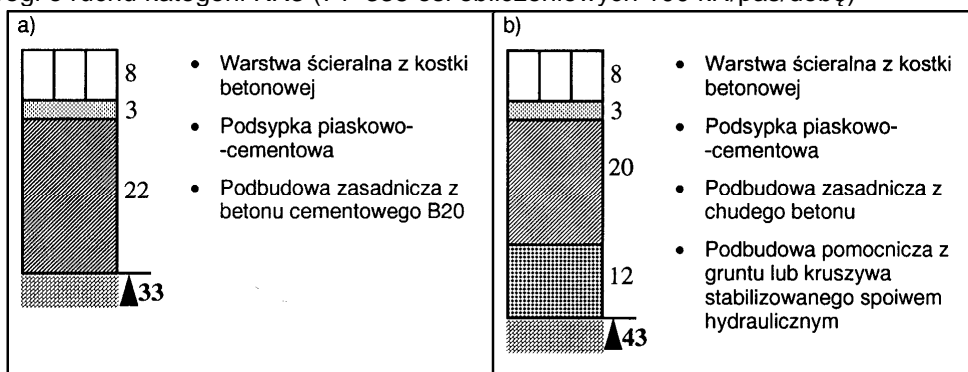 a)
8
3
22
33
• Warstwa ścieralna z kostki
betonowej
• Podsypka piaskowo-
-cementowa
• Podbudowa zasadnicza z
betonu cementowego B20
b)
8
3
20
12
43
• Warstwa ścieralna z kostki
betonowej
• Podsypka piaskowo-
-cementowa
• Podbudowa zasadnicza z
chudego betonu
• Podbudowa pomocnicza z
gruntu lub kruszywa
stabilizowanego spoiwem
hydraulicznym